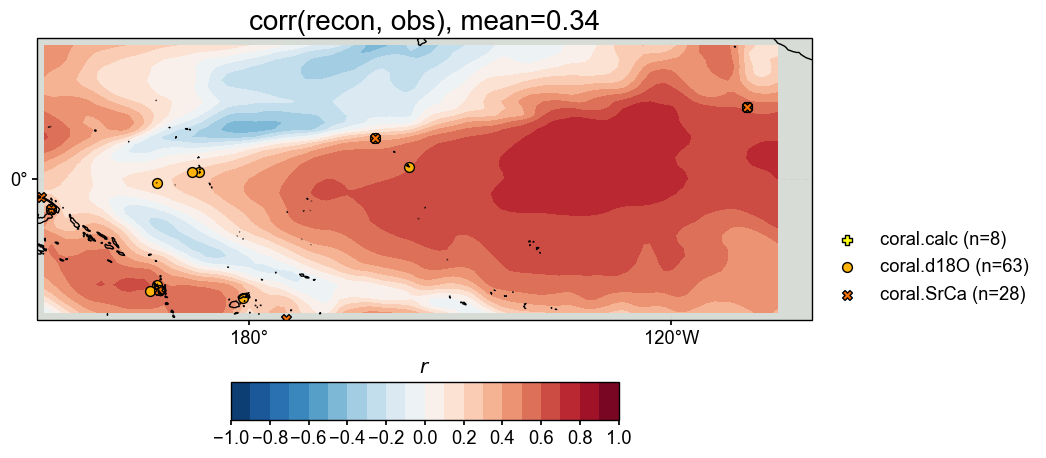 corr(recon, obs), mean=0.34
0°
180°
120°W
coral.calc (n=8)
coral.d18O (n=63)
coral.SrCa (n=28)
r
−1.0 −0.8 −0.6 −0.4 −0.2 0.0 0.2 0.4 0.6 0.8 1.0